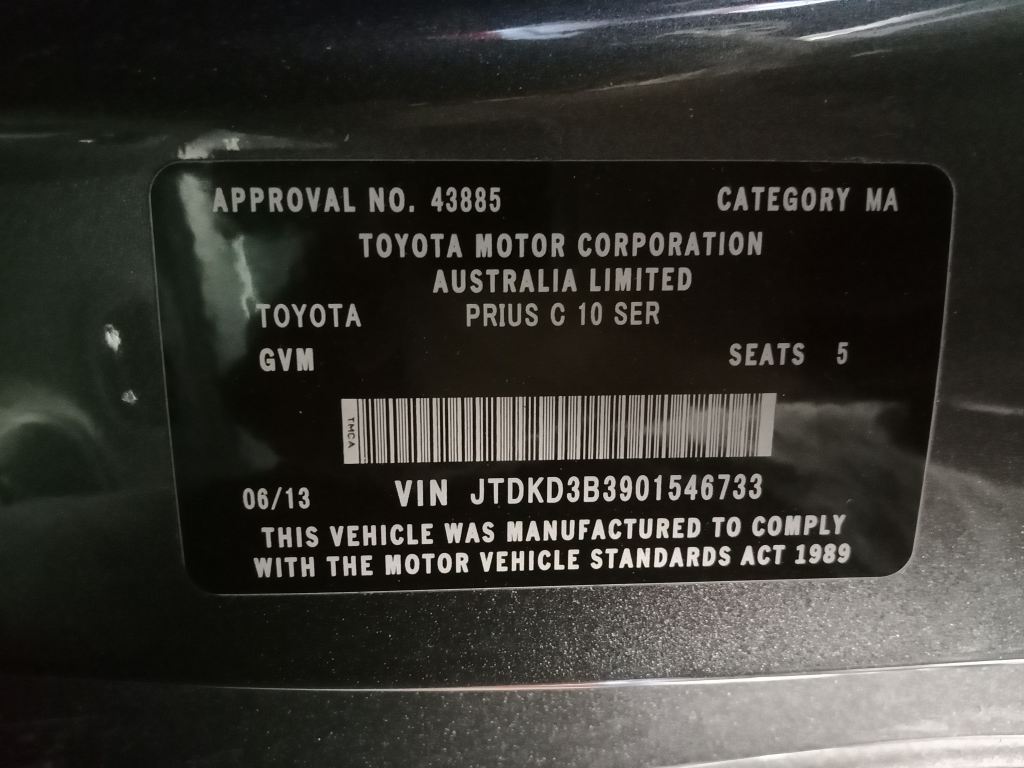 APPROVAL NO. 43885 CATEGORY MA
TOYOTA MOTOR CORPORATION
AUSTRALIA LIMITED
TOYOTA PRIUS C 10 SER
GVM SEATS 5
TMCA
06/13 VIN JTDKD3B3901546733
THIS VEHICLE WAS MANUFACTURED TO COMPLY
WITH THE MOTOR VEHICLE STANDARDS ACT 1989